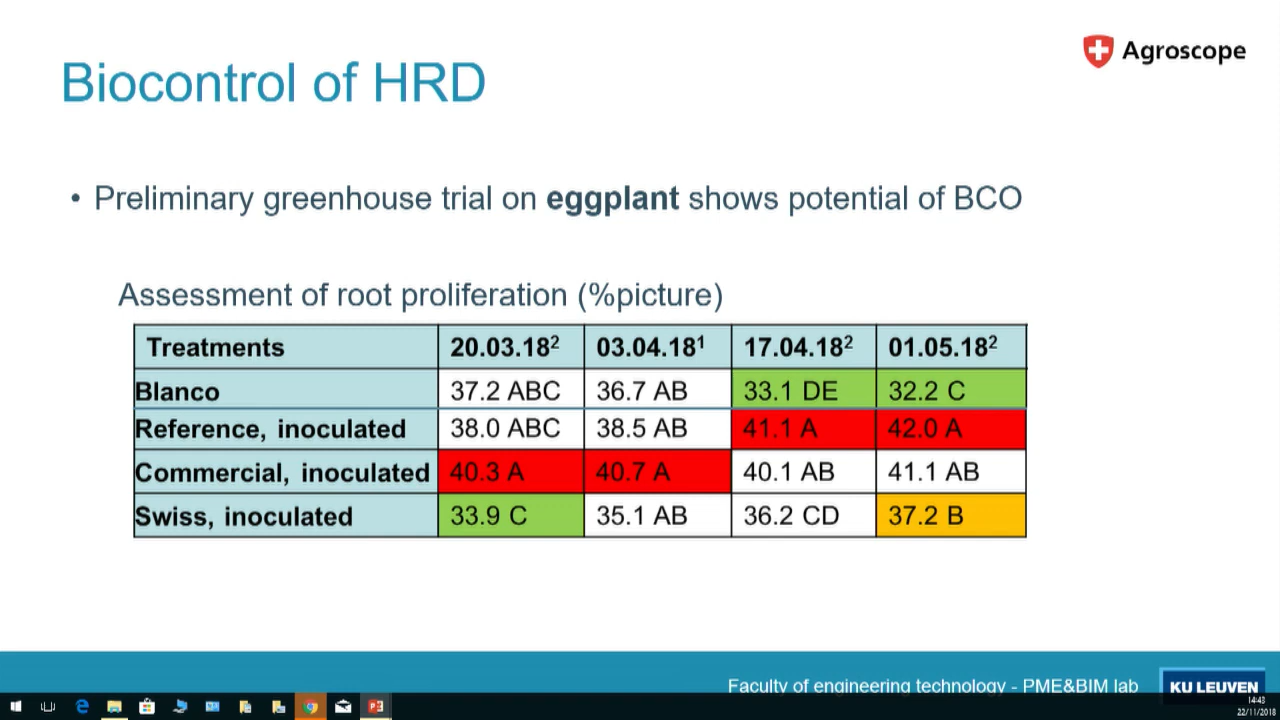 Agroscope
Biocontrol of HRD
• Preliminary greenhouse trial on eggplant shows potential of BCO
Assessment of root proliferation (%picture)
Treatments 20.03.18² 03.04.18¹ 17.04.18² 01.05.18²
Blanco 37.2 ABC 36.7 AB 33.1 DE 32.2 C
Reference, inoculated 38.0 ABC 38.5 AB 41.1 A 42.0 A
Commercial, inoculated 40.3 A 40.7 A 40.1 AB 41.1 AB
Swiss, inoculated 33.9 C 35.1 AB 36.2 CD 37.2 B
Faculty of engineering technology - PME&BIM lab
KU LEUVEN
14:43
22/11/2018